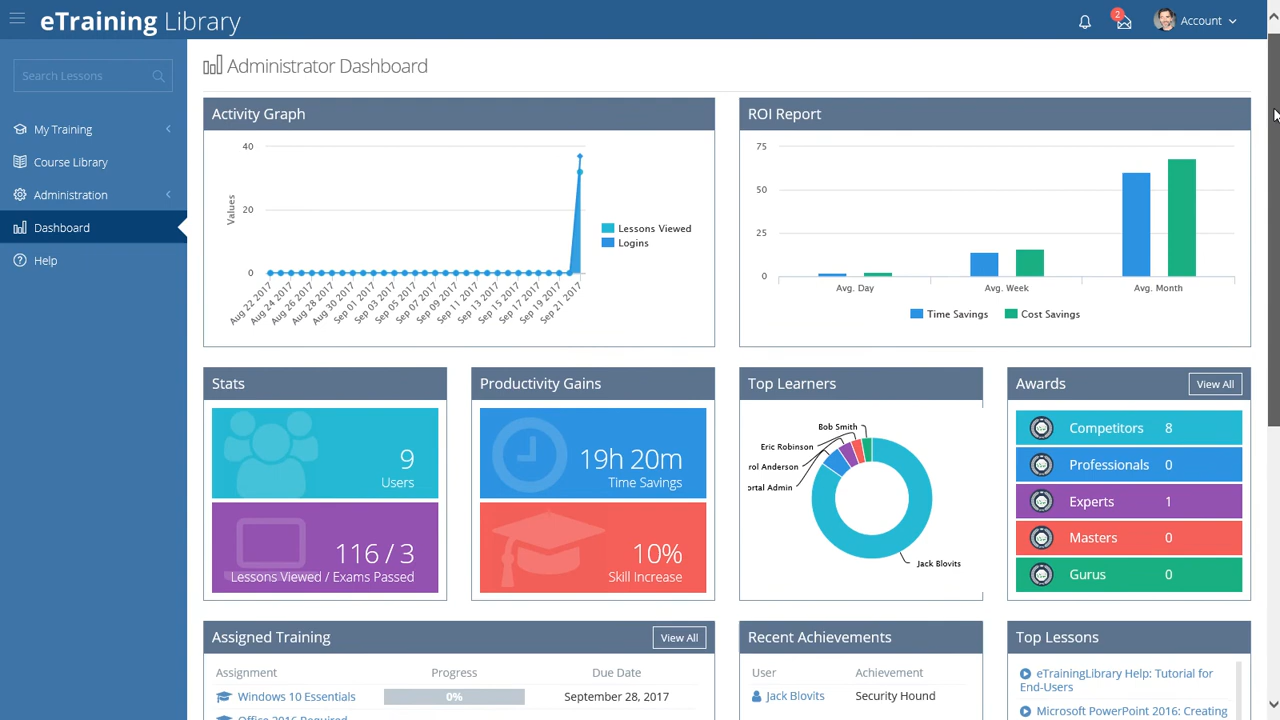 eTraining Library
2
Account
Search Lessons
My Training
Course Library
Administration
Dashboard
Help
Administrator Dashboard
Activity Graph
40
20
0
Values
Aug 22 2017
Aug 24 2017
Aug 26 2017
Aug 28 2017
Aug 30 2017
Sep 01 2017
Sep 03 2017
Sep 05 2017
Sep 07 2017
Sep 09 2017
Sep 11 2017
Sep 13 2017
Sep 15 2017
Sep 17 2017
Sep 19 2017
Sep 21 2017
Lessons Viewed
Logins
ROI Report
75
50
25
0
Avg. Day
Avg. Week
Avg. Month
Time Savings
Cost Savings
Stats
9
Users
116 / 3
Lessons Viewed / Exams Passed
Productivity Gains
19h 20m
Time Savings
10%
Skill Increase
Top Learners
Bob Smith
Eric Robinson
rol Anderson
ortal Admin
Jack Blovits
Awards
View All
Competitors 8
Professionals 0
Experts 1
Masters 0
Gurus 0
Assigned Training
View All
Assignment Progress Due Date
Windows 10 Essentials 0% September 28, 2017
Office 2016 Required
Recent Achievements
User Achievement
Jack Blovits Security Hound
Top Lessons
eTrainingLibrary Help: Tutorial for
End-Users
Microsoft PowerPoint 2016: Creating